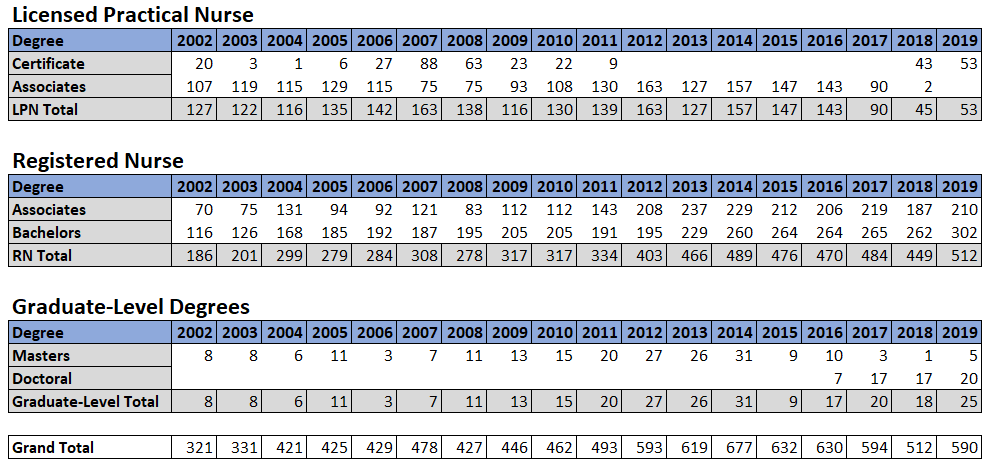 Licensed Practical Nurse
Degree 2002 2003 2004 2005 2006 2007 2008 2009 2010 2011 2012 2013 2014 2015 2016 2017 2018 2019
Certificate 20 3 1 6 27 88 63 23 22 9 43 53
Associates 107 119 115 129 115 75 75 93 108 130 163 127 157 147 143 90 2
LPN Total 127 122 116 135 142 163 138 116 130 139 163 127 157 147 143 90 45 53
Registered Nurse
Degree 2002 2003 2004 2005 2006 2007 2008 2009 2010 2011 2012 2013 2014 2015 2016 2017 2018 2019
Associates 70 75 131 94 92 121 83 112 112 143 208 237 229 212 206 219 187 210
Bachelors 116 126 168 185 192 187 195 205 205 191 195 229 260 264 264 265 262 302
RN Total 186 201 299 279 284 308 278 317 317 334 403 466 489 476 470 484 449 512
Graduate-Level Degrees
Degree 2002 2003 2004 2005 2006 2007 2008 2009 2010 2011 2012 2013 2014 2015 2016 2017 2018 2019
Masters 8 8 6 11 3 7 11 13 15 20 27 26 31 9 10 3 1 5
Doctoral 7 17 17 20
Graduate-Level Total 8 8 6 11 3 7 11 13 15 20 27 26 31 9 17 20 18 25
Grand Total 321 331 421 425 429 478 427 446 462 493 593 619 677 632 630 594 512 590